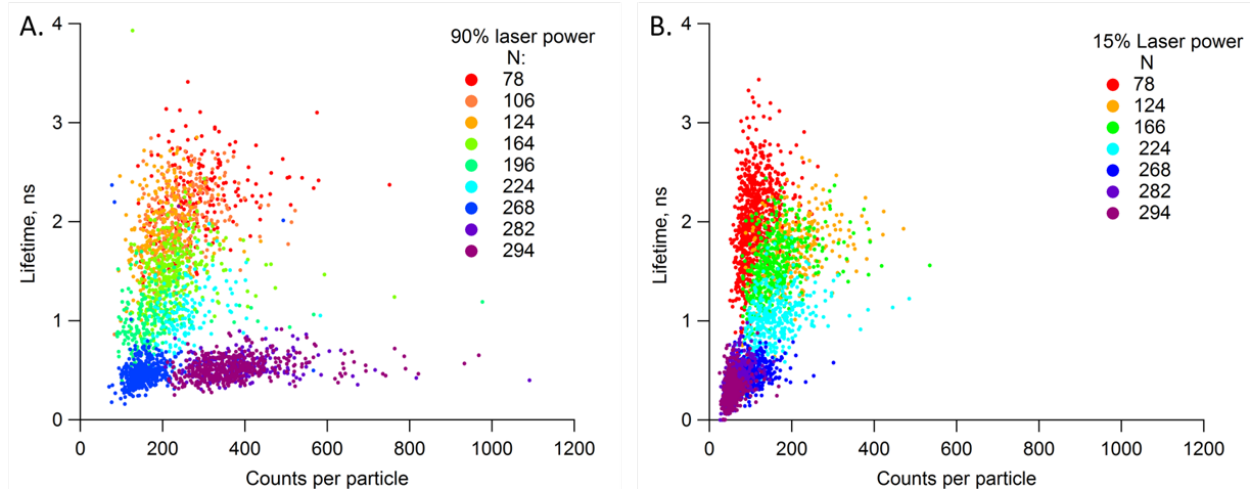 A.
90% laser power
N:
78
106
124
164
196
224
268
282
294
4
3
2
1
0
Lifetime, ns
0 200 400 600 800 1000 1200
Counts per particle
B.
15% Laser power
N
78
124
166
224
268
282
294
4
3
2
1
0
Lifetime, ns
0 200 400 600 800 1000 1200
Counts per particle